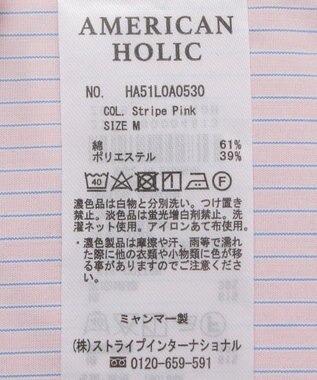 AMERICAN
HOLIC
NO. HA51L0A0530
COL. Stripe Pink
SIZE M
綿 61%
ポリエステル 39%
40
濃色品は白物と分別洗い。つけ置き
禁止。淡色品は蛍光増白剤禁止。洗
濯ネット使用。アイロンあて布使用。
・濃色製品は摩擦や汗、雨等で濡れ
た際に他の衣類や小物類に色が移
る事がありますのでご注意くださ
い。
ミャンマー製
(株)ストライプインターナショナル
0120-659-591